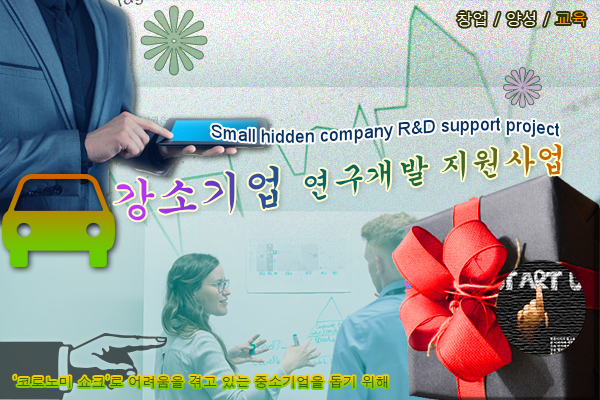 창업 / 양성 / 교육
Small hidden company R&D support project
강소기업 연구개발 지원사업
START U
'코로노미 쇼크'로 어려움을 겪고 있는 중소기업을 돕기 위해